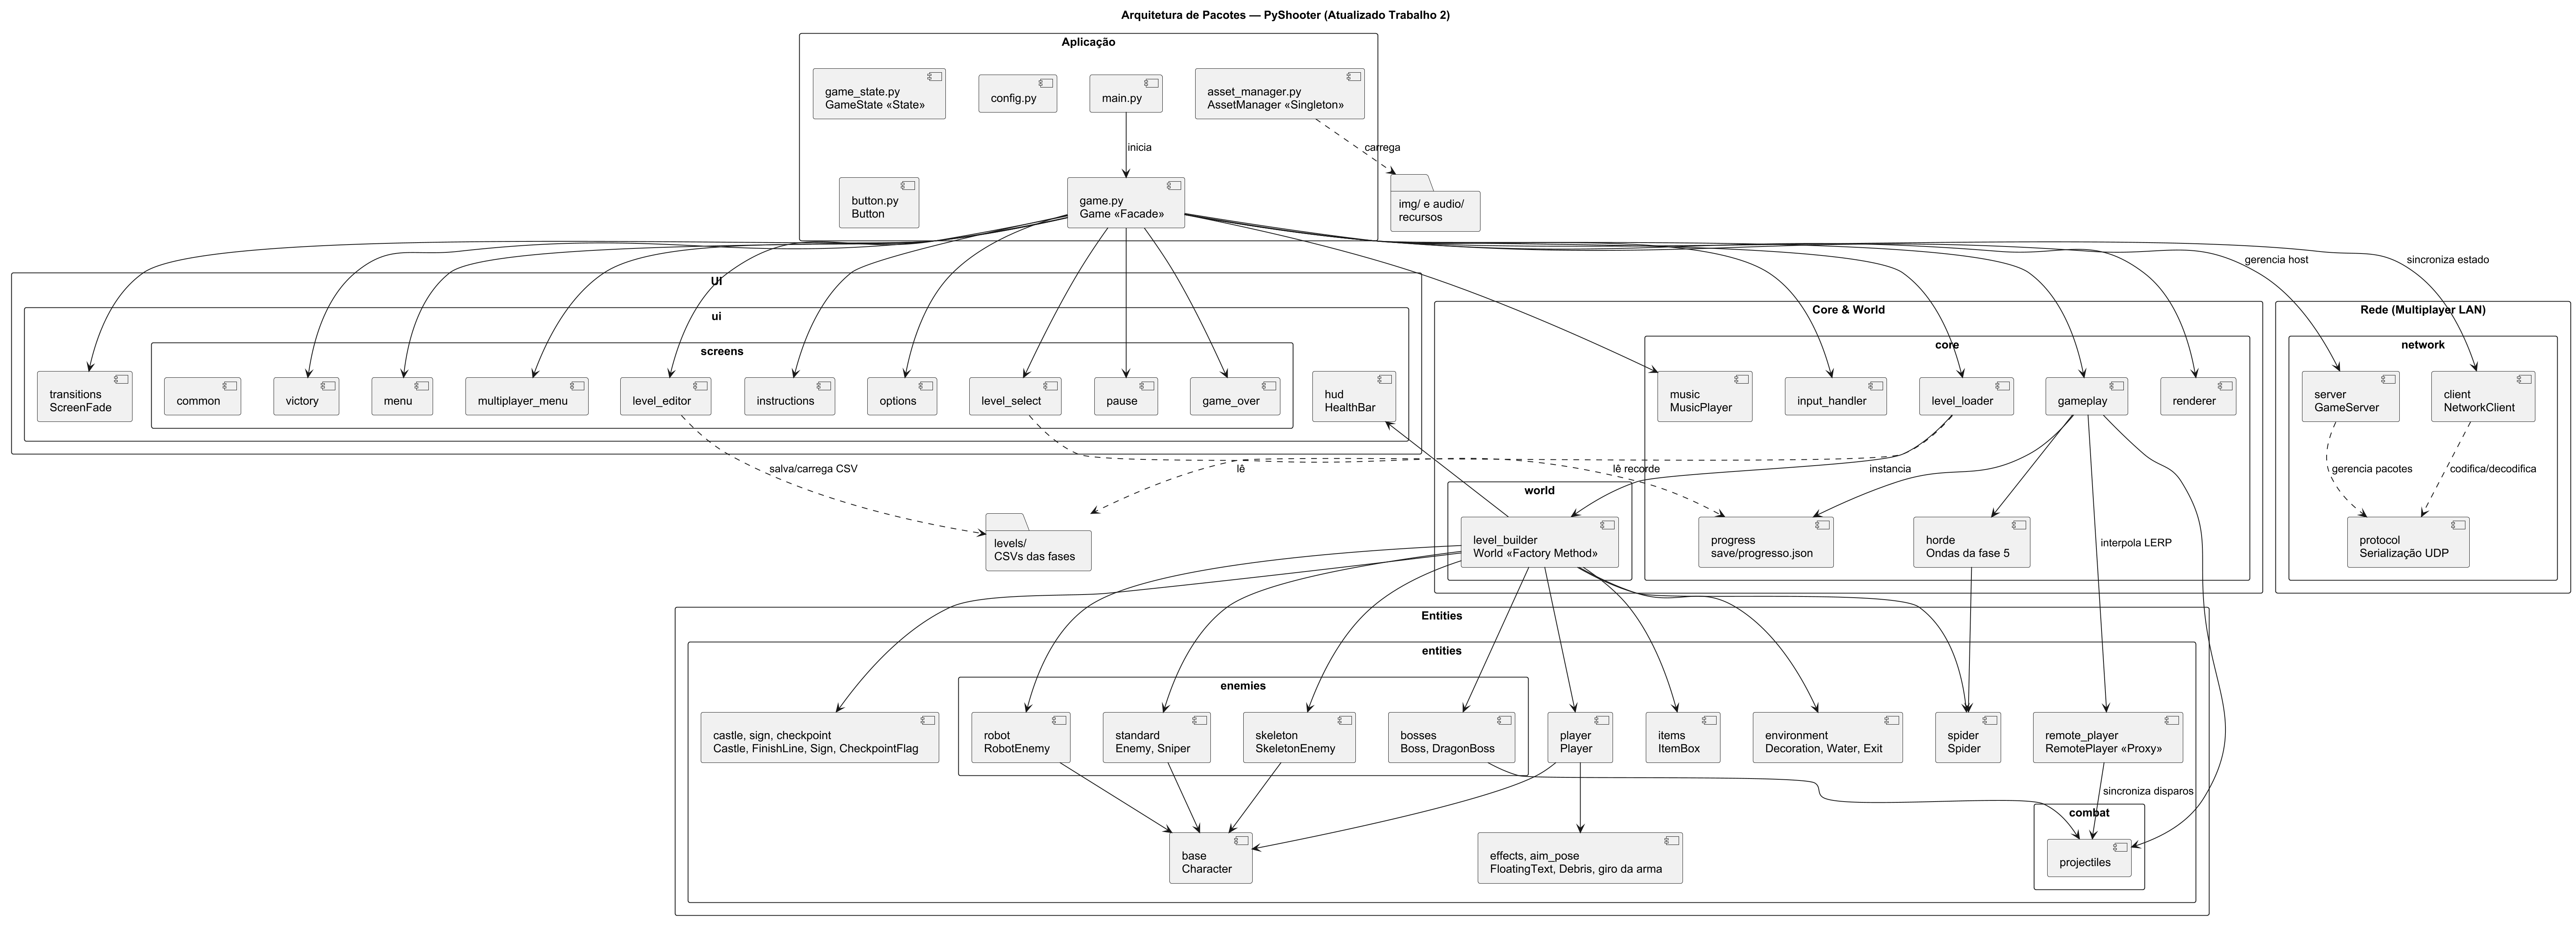 Arquitetura de Pacotes — PyShooter (Atualizado Trabalho 2)
Aplicação
game_state.py
GameState «State»
config.py
main.py
asset_manager.py
AssetManager «Singleton»
inicia
carrega
button.py
Button
game.py
Game «Facade»
img/ e audio/
recursos
gerencia host
sincroniza estado
UI
ui
screens
transitions
ScreenFade
common
victory
menu
multiplayer_menu
level_editor
instructions
options
level_select
pause
game_over
hud
HealthBar
Core & World
core
music
MusicPlayer
input_handler
level_loader
gameplay
renderer
Rede (Multiplayer LAN)
network
server
GameServer
client
NetworkClient
salva/carrega CSV
lê
lê recorde
instancia
gerencia pacotes
codifica/decodifica
world
levels/
CSVs das fases
level_builder
World «Factory Method»
progress
save/progresso.json
horde
Ondas da fase 5
interpola LERP
protocol
Serialização UDP
Entities
entities
enemies
castle, sign, checkpoint
Castle, FinishLine, Sign, CheckpointFlag
robot
RobotEnemy
standard
Enemy, Sniper
skeleton
SkeletonEnemy
bosses
Boss, DragonBoss
player
Player
items
ItemBox
environment
Decoration, Water, Exit
spider
Spider
remote_player
RemotePlayer «Proxy»
sincroniza disparos
combat
base
Character
effects, aim_pose
FloatingText, Debris, giro da arma
projectiles